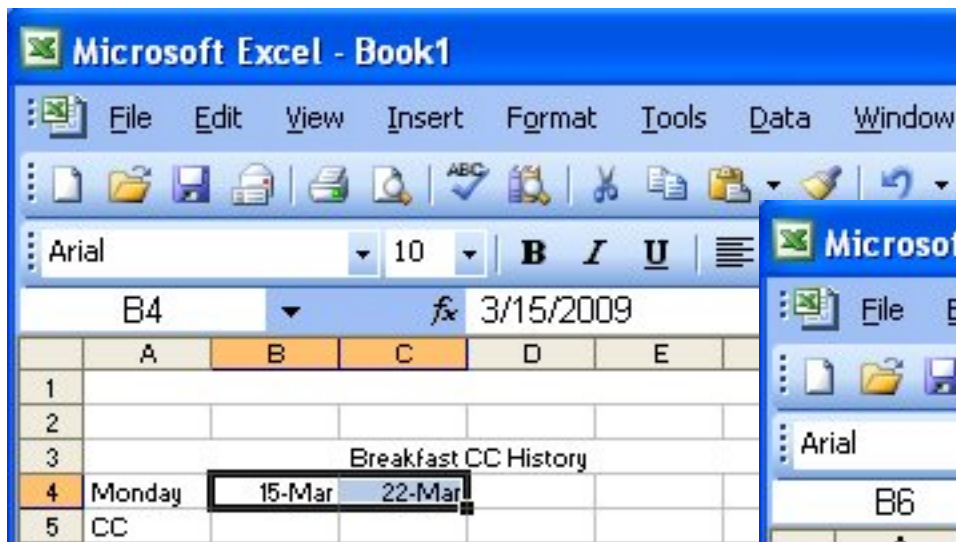 Microsoft Excel - Book1
File Edit View Insert Format Tools Data Window
ABC
Arial 10 B I U
B4 fx 3/15/2009
A B C D E
1
2
3 Breakfast CC History
4 Monday 15-Mar 22-Mar
5 CC
Microsof
File E
Arial
B6